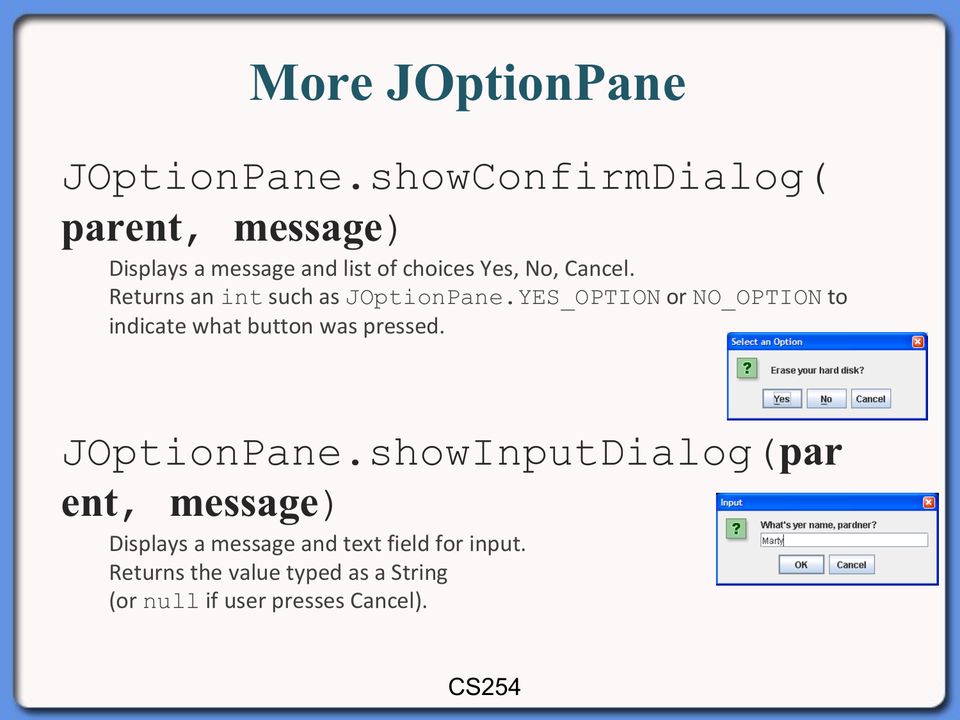 More JOptionPane
JOptionPane.showConfirmDialog(
parent, message)
Displays a message and list of choices Yes, No, Cancel.
Returns an int such as JOptionPane.YES_OPTION or NO_OPTION to
indicate what button was pressed.
Select an Option
?
Erase your hard disk?
Yes No Cancel
JOptionPane.showInputDialog(par
ent, message)
Displays a message and text field for input.
Returns the value typed as a String
(or null if user presses Cancel).
Input
?
What's yer name, pardner?
Marty
OK Cancel
CS254